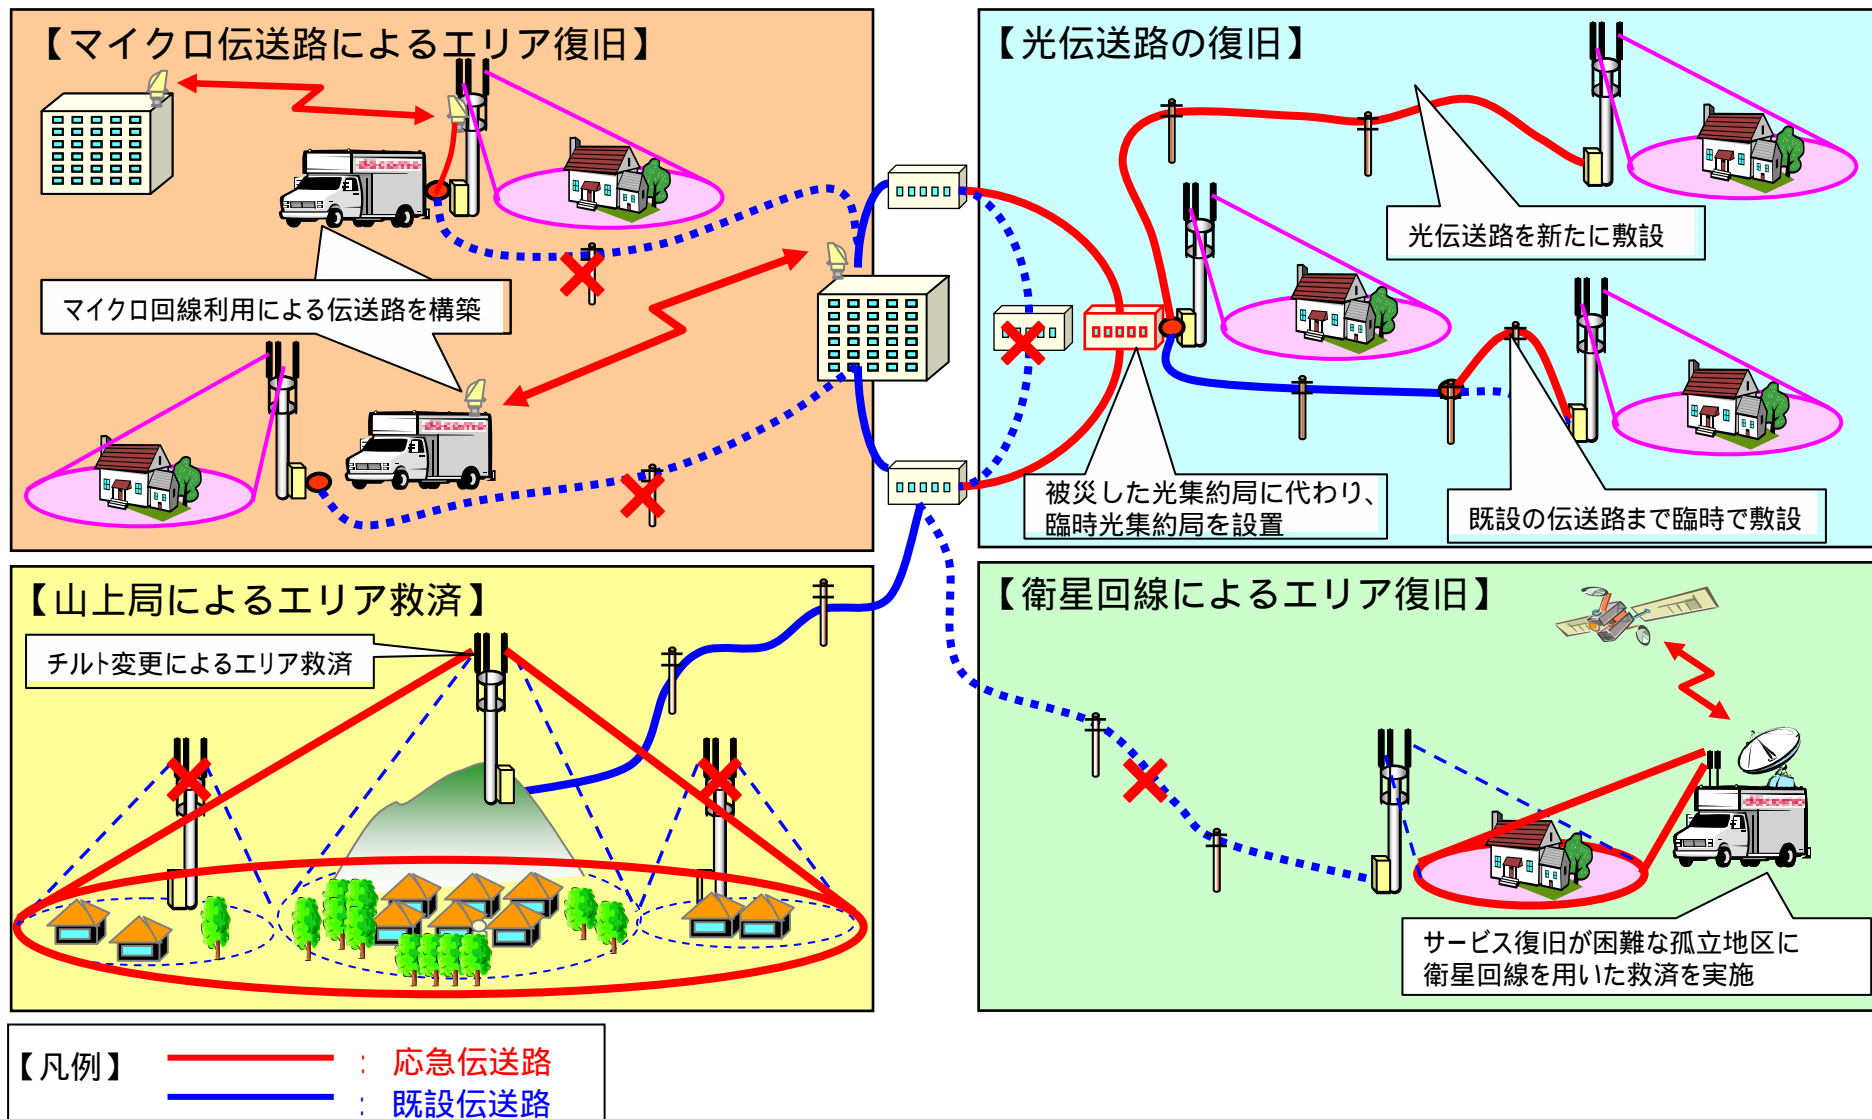 【マイクロ伝送路によるエリア復旧】
döcomo
マイクロ回線利用による伝送路を構築
döcomo
【光伝送路の復旧】
光伝送路を新たに敷設
被災した光集約局に代わり、
臨時光集約局を設置
既設の伝送路まで臨時で敷設
【山上局によるエリア救済】
チルト変更によるエリア救済
【衛星回線によるエリア復旧】
döcomo
サービス復旧が困難な孤立地区に
衛星回線を用いた救済を実施
【凡例】
: 応急伝送路
: 既設伝送路